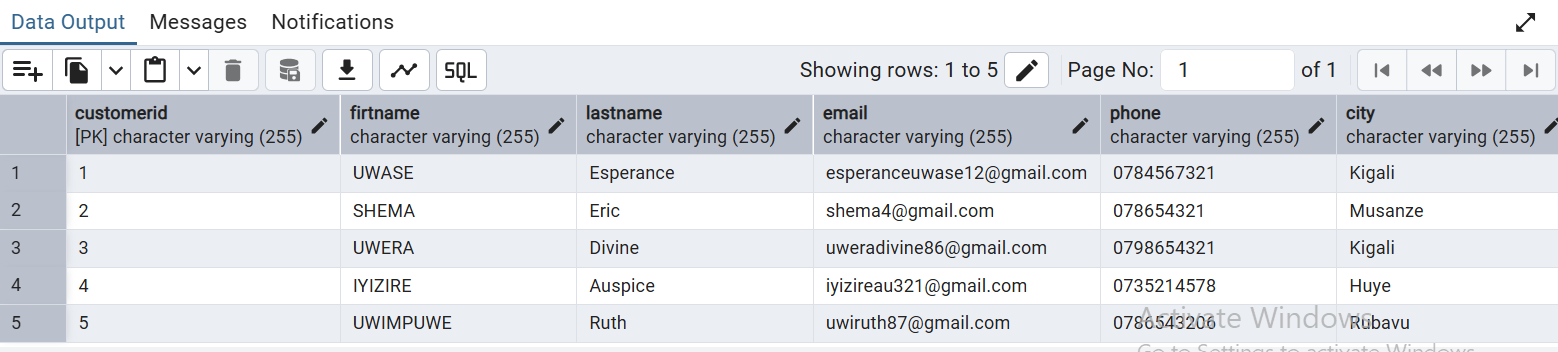 Data Output Messages Notifications
SQL Showing rows: 1 to 5 Page No: 1 of 1
customerid firtname lastname email phone city
[PK] character varying (255) character varying (255) character varying (255) character varying (255) character varying (255) character varying (255)
1 1 UWASE Esperance esperanceuwase12@gmail.com 0784567321 Kigali
2 2 SHEMA Eric shema4@gmail.com 078654321 Musanze
3 3 UWERA Divine uweradivine86@gmail.com 0798654321 Kigali
4 4 IYIZIRE Auspice iyizireau321@gmail.com 0735214578 Huye
5 5 UWIMPUWE Ruth uwiruth87@gmail.com 0786543206 Rubavu
Activate Windows
Go to Settings to activate Windows.